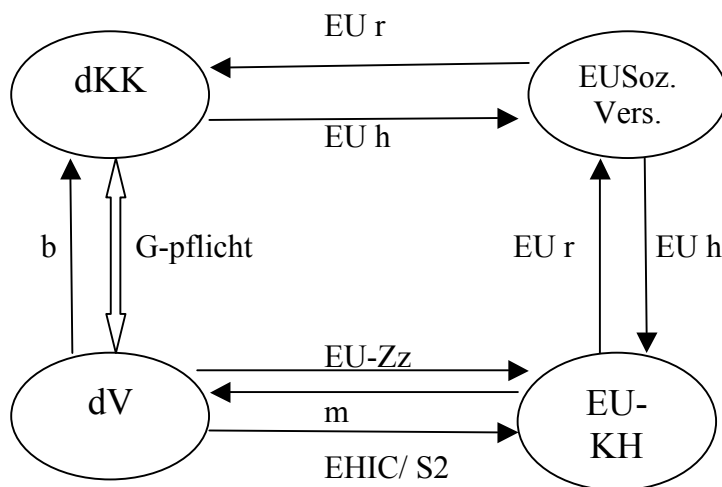 EU r
dKK
EUSoz.
Vers.
EU h
b
G-pflicht
EU r
EU h
EU-Zz
dV
m
EU-
KH
EHIC/ S2